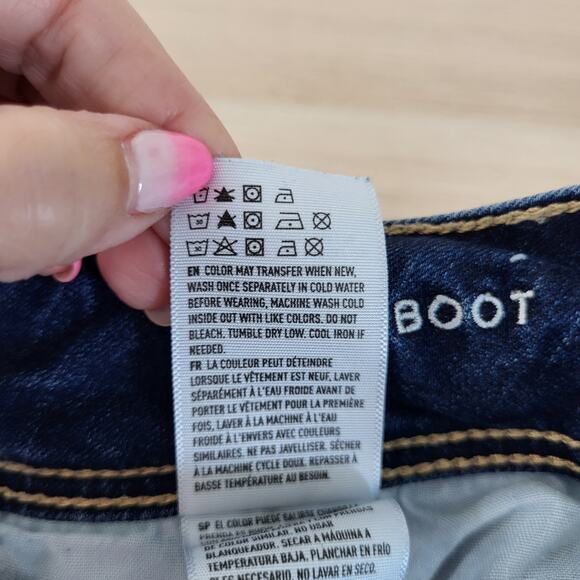 EN COLOR MAY TRANSFER WHEN NEW,
WASH ONCE SEPARATELY IN COLD WATER
BEFORE WEARING, MACHINE WASH COLD
INSIDE OUT WITH LIKE COLORS. DO NOT
BLEACH. TUMBLE DRY LOW. COOL IRON IF
NEEDED.
FR LA COULEUR PEUT DÉTEINDRE
LORSQUE LE VÊTEMENT EST NEUF, LAVER
SÉPARÉMENT À L'EAU FROIDE AVANT DE
PORTER LE VÊTEMENT POUR LA PREMIÈRE
FOIS, LAVER À LA MACHINE À L'EAU
FROIDE À L'ENVERS AVEC COULEURS
SIMILAIRES. NE PAS JAVELLISER. SÉCHER
À LA MACHINE CYCLE DOUX. REPASSER À
BASSE TEMPÉRATURE AU BESOIN.
SP EL COLOR PUEDE
DE COLOR SIMILAR. NO USAR
BLANQUEADOR. SECAR A MÁQUINA A
TEMPERATURA BAJA. PLANCHAR EN FRÍO
ES NECESARIO. NO LAVAR EN SECO.
BOOT